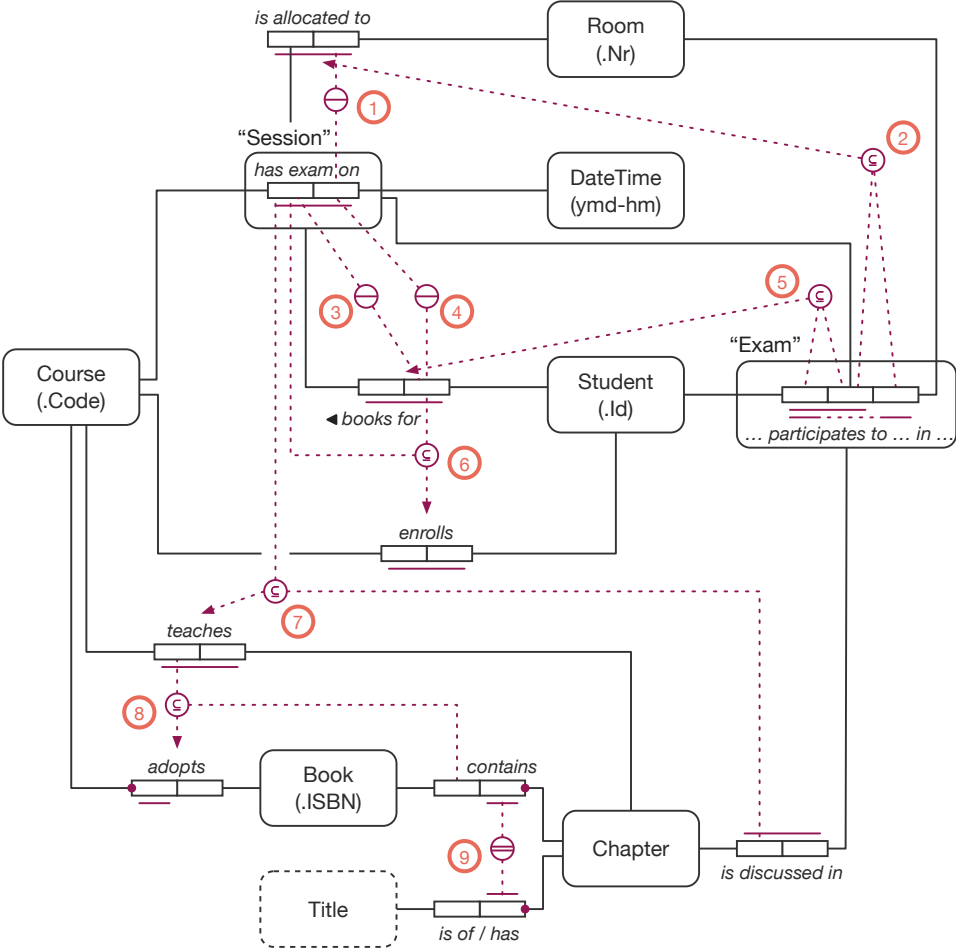 is allocated to
Room
(.Nr)
1
2
“Session”
has exam on
DateTime
(ymd-hm)
3
4
5
“Exam”
Course
(.Code)
Student
(.Id)
◄ books for
... participates to ... in ...
6
enrolls
7
teaches
8
adopts
Book
(.ISBN)
contains
9
Chapter
is discussed in
Title
is of / has